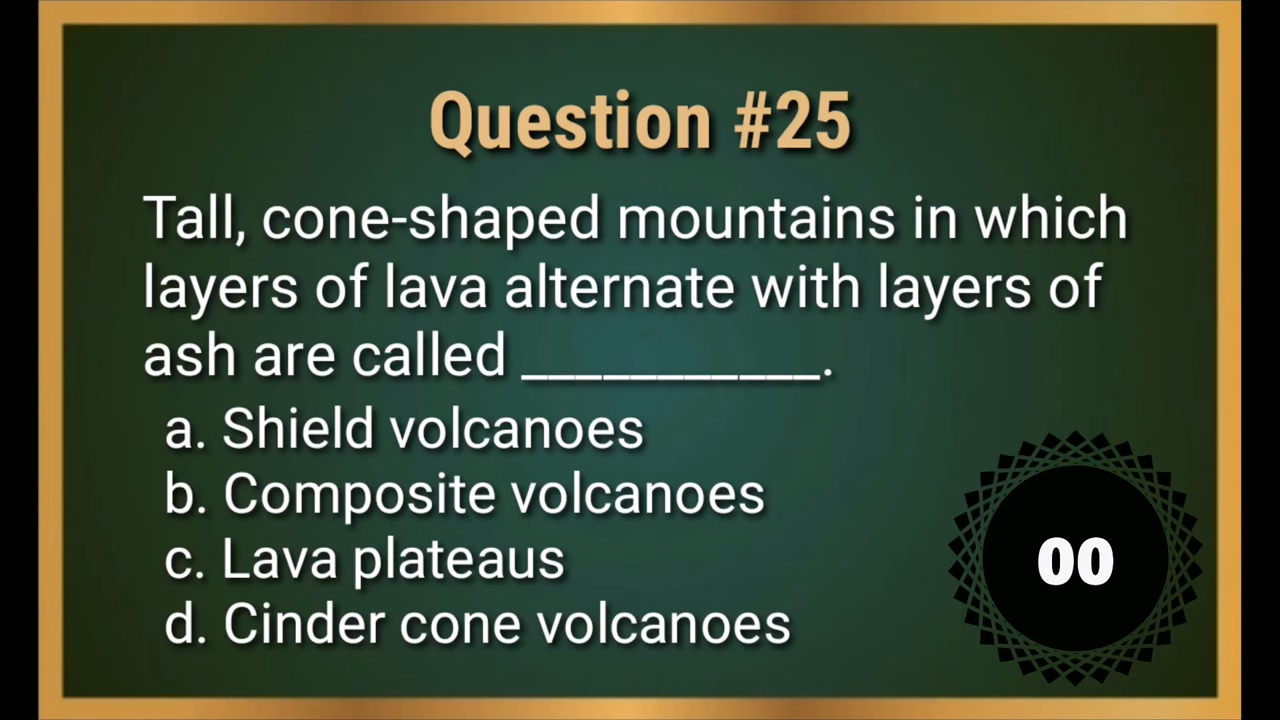 Question #25
Tall, cone-shaped mountains in which
layers of lava alternate with layers of
ash are called ___________.
a. Shield volcanoes
b. Composite volcanoes
c. Lava plateaus
d. Cinder cone volcanoes
00